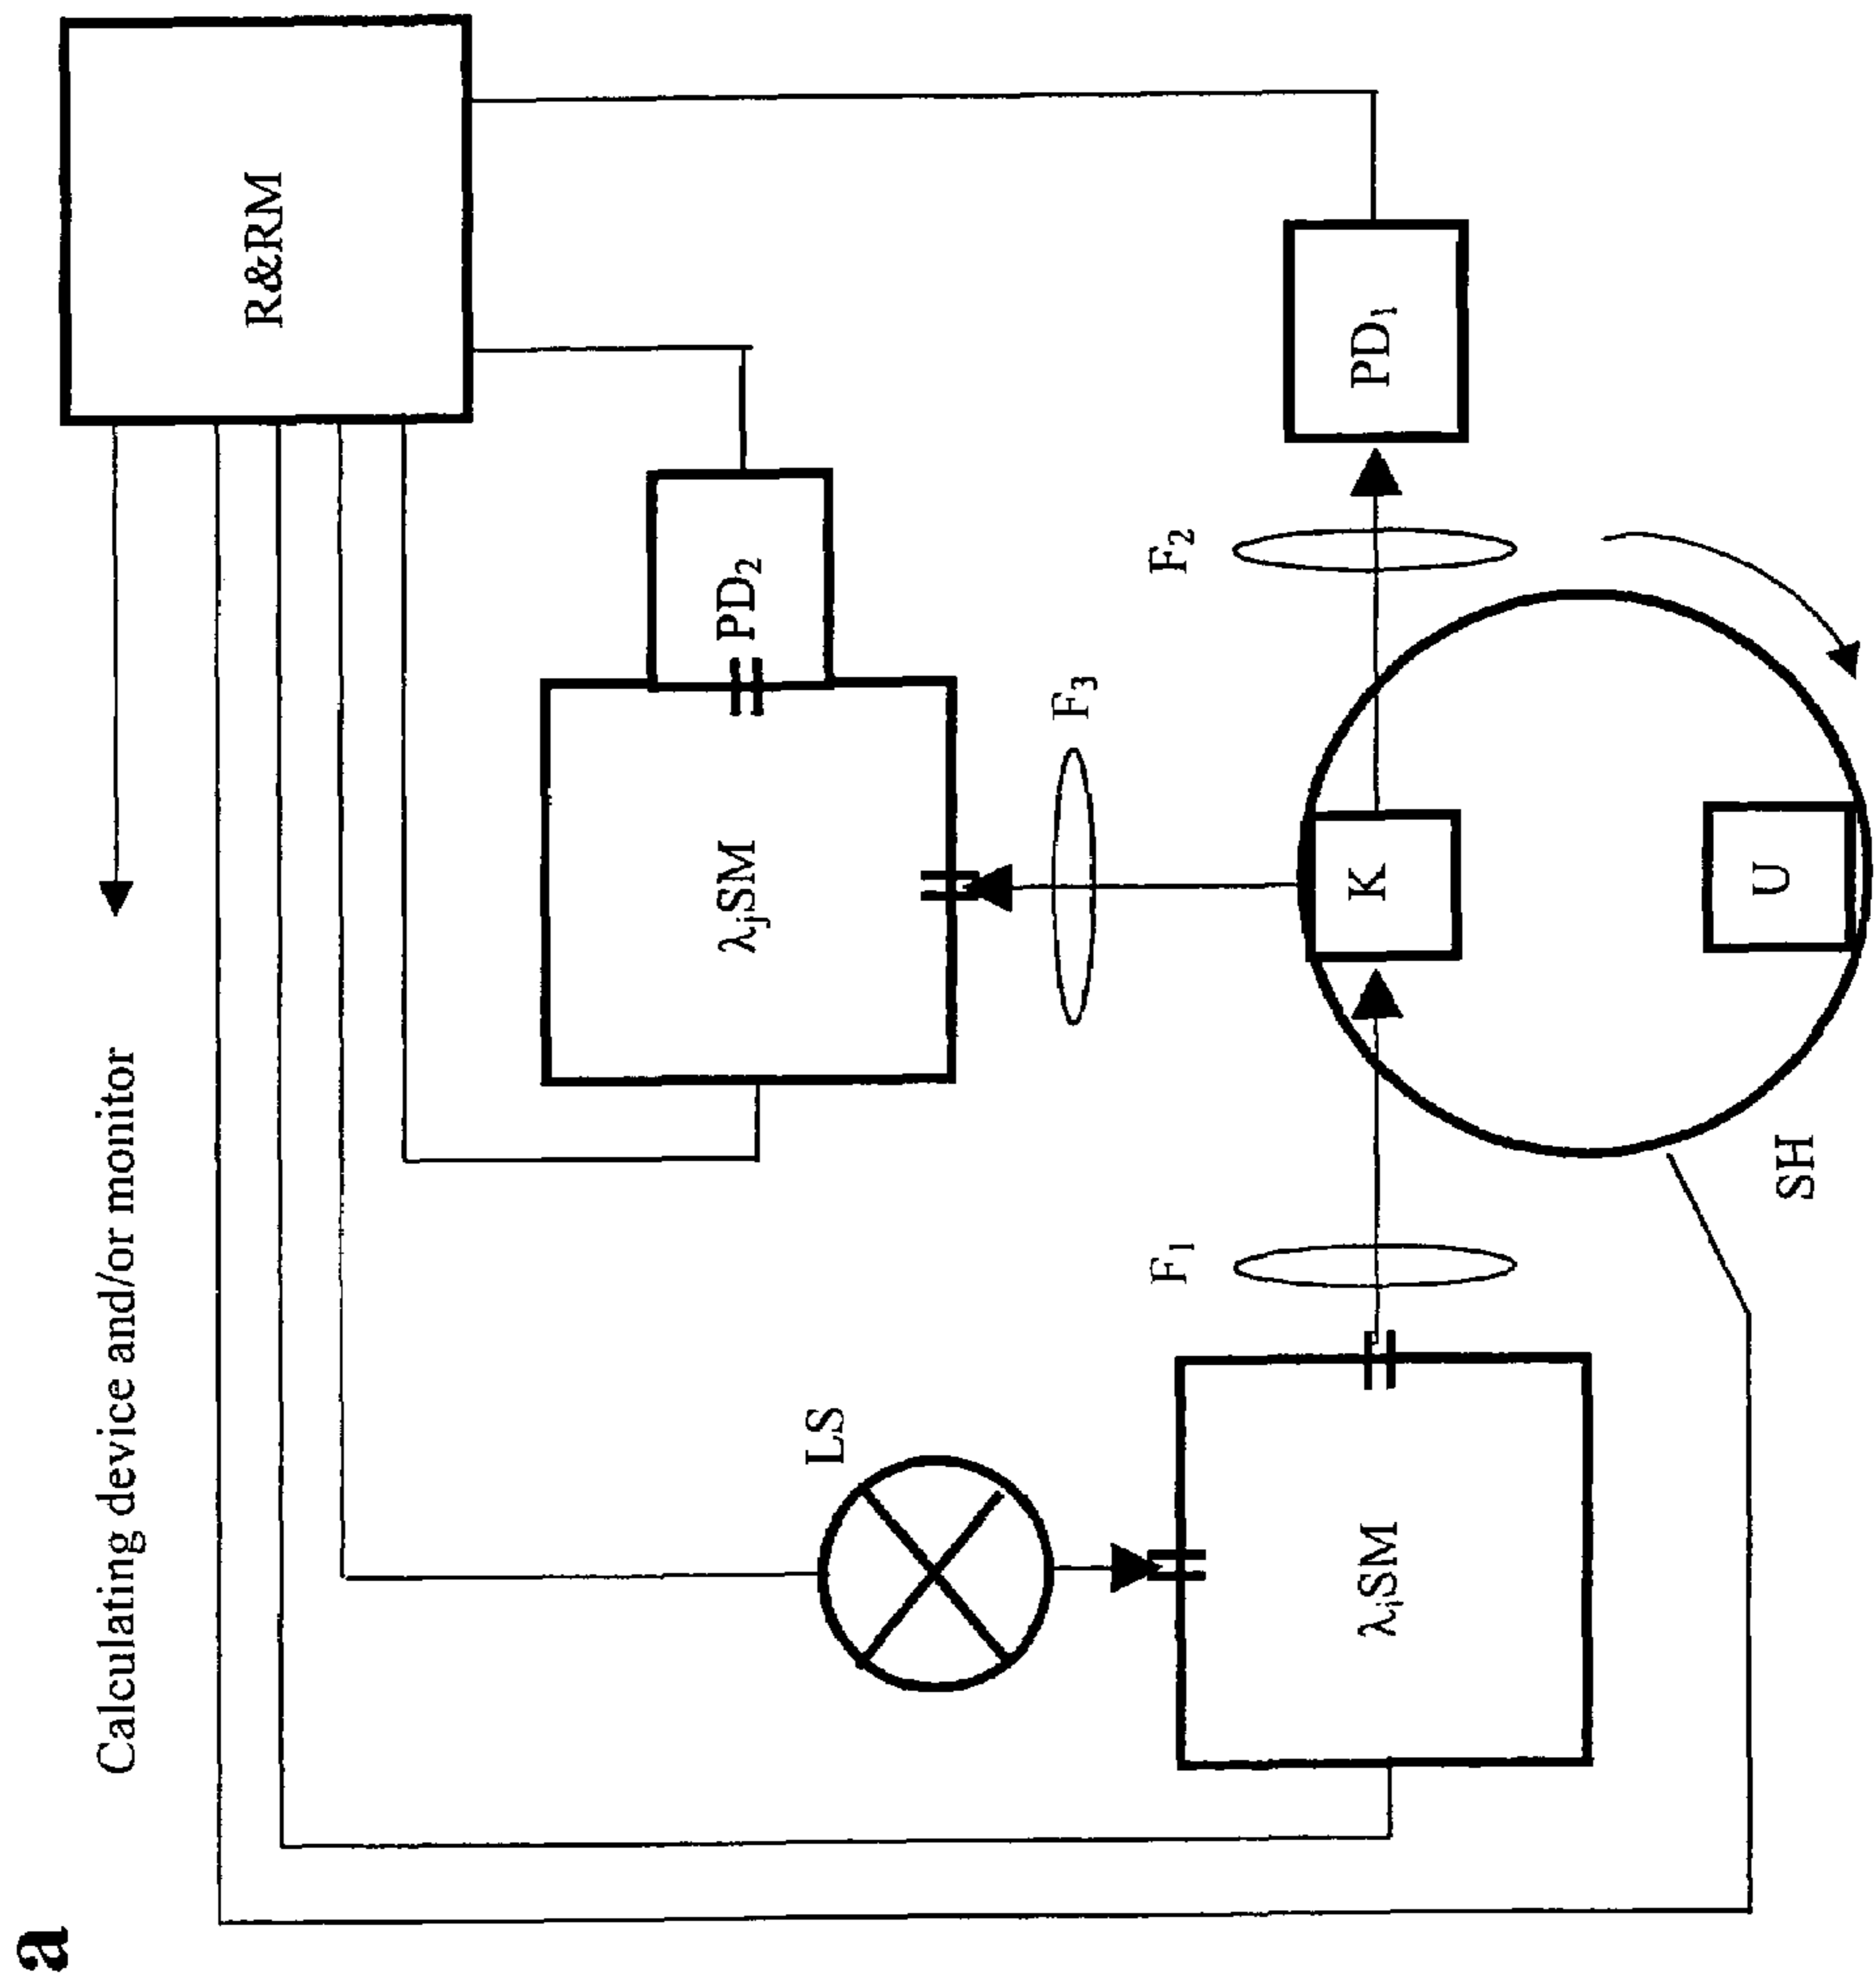 a
Calculating device and/or monitor
R&RM
LS
λⱼSM
PD₂
F₃
F₁
F₂
λᵢSM
K
PD₁
SH
U